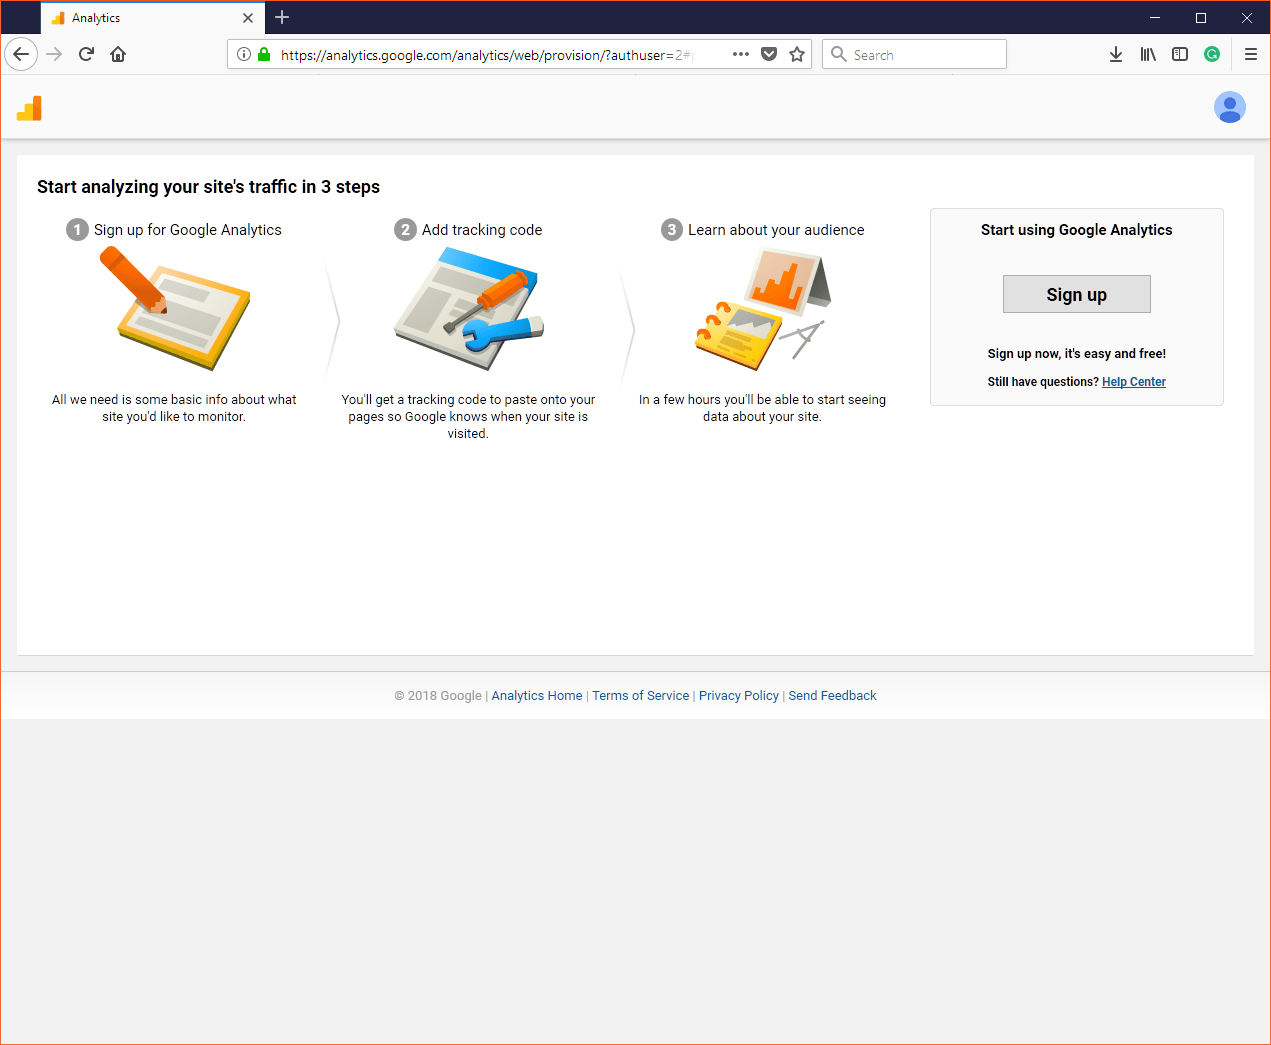 Analytics
https://analytics.google.com/analytics/web/provision/?authuser=2#
Search
Start analyzing your site's traffic in 3 steps
1 Sign up for Google Analytics
All we need is some basic info about what
site you'd like to monitor.
2 Add tracking code
You'll get a tracking code to paste onto your
pages so Google knows when your site is
visited.
3 Learn about your audience
In a few hours you'll be able to start seeing
data about your site.
Start using Google Analytics
Sign up
Sign up now, it's easy and free!
Still have questions? Help Center
© 2018 Google | Analytics Home | Terms of Service | Privacy Policy | Send Feedback